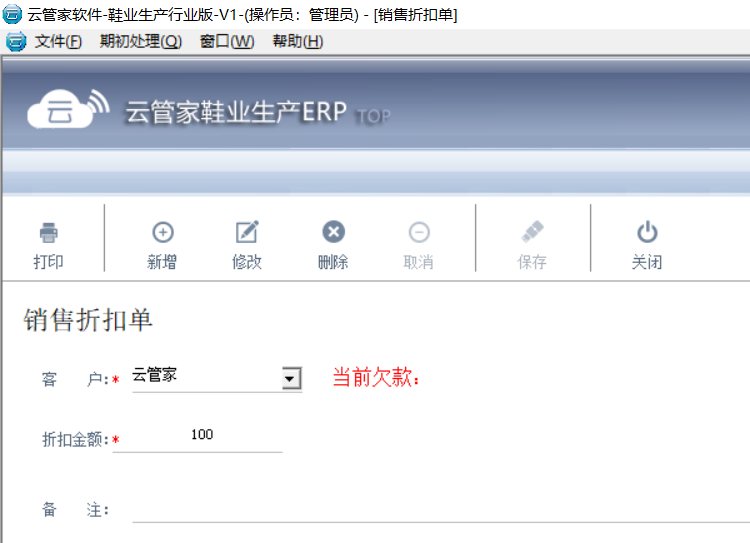 云管家软件-鞋业生产行业版-V1-(操作员：管理员) - [销售折扣单]
文件(F) 期初处理(Q) 窗口(W) 帮助(H)
云 云管家鞋业生产ERP TOP
打印 新增 修改 删除 取消 保存 关闭
销售折扣单
客 户:* 云管家 当前欠款:
折扣金额:* 100
备 注: